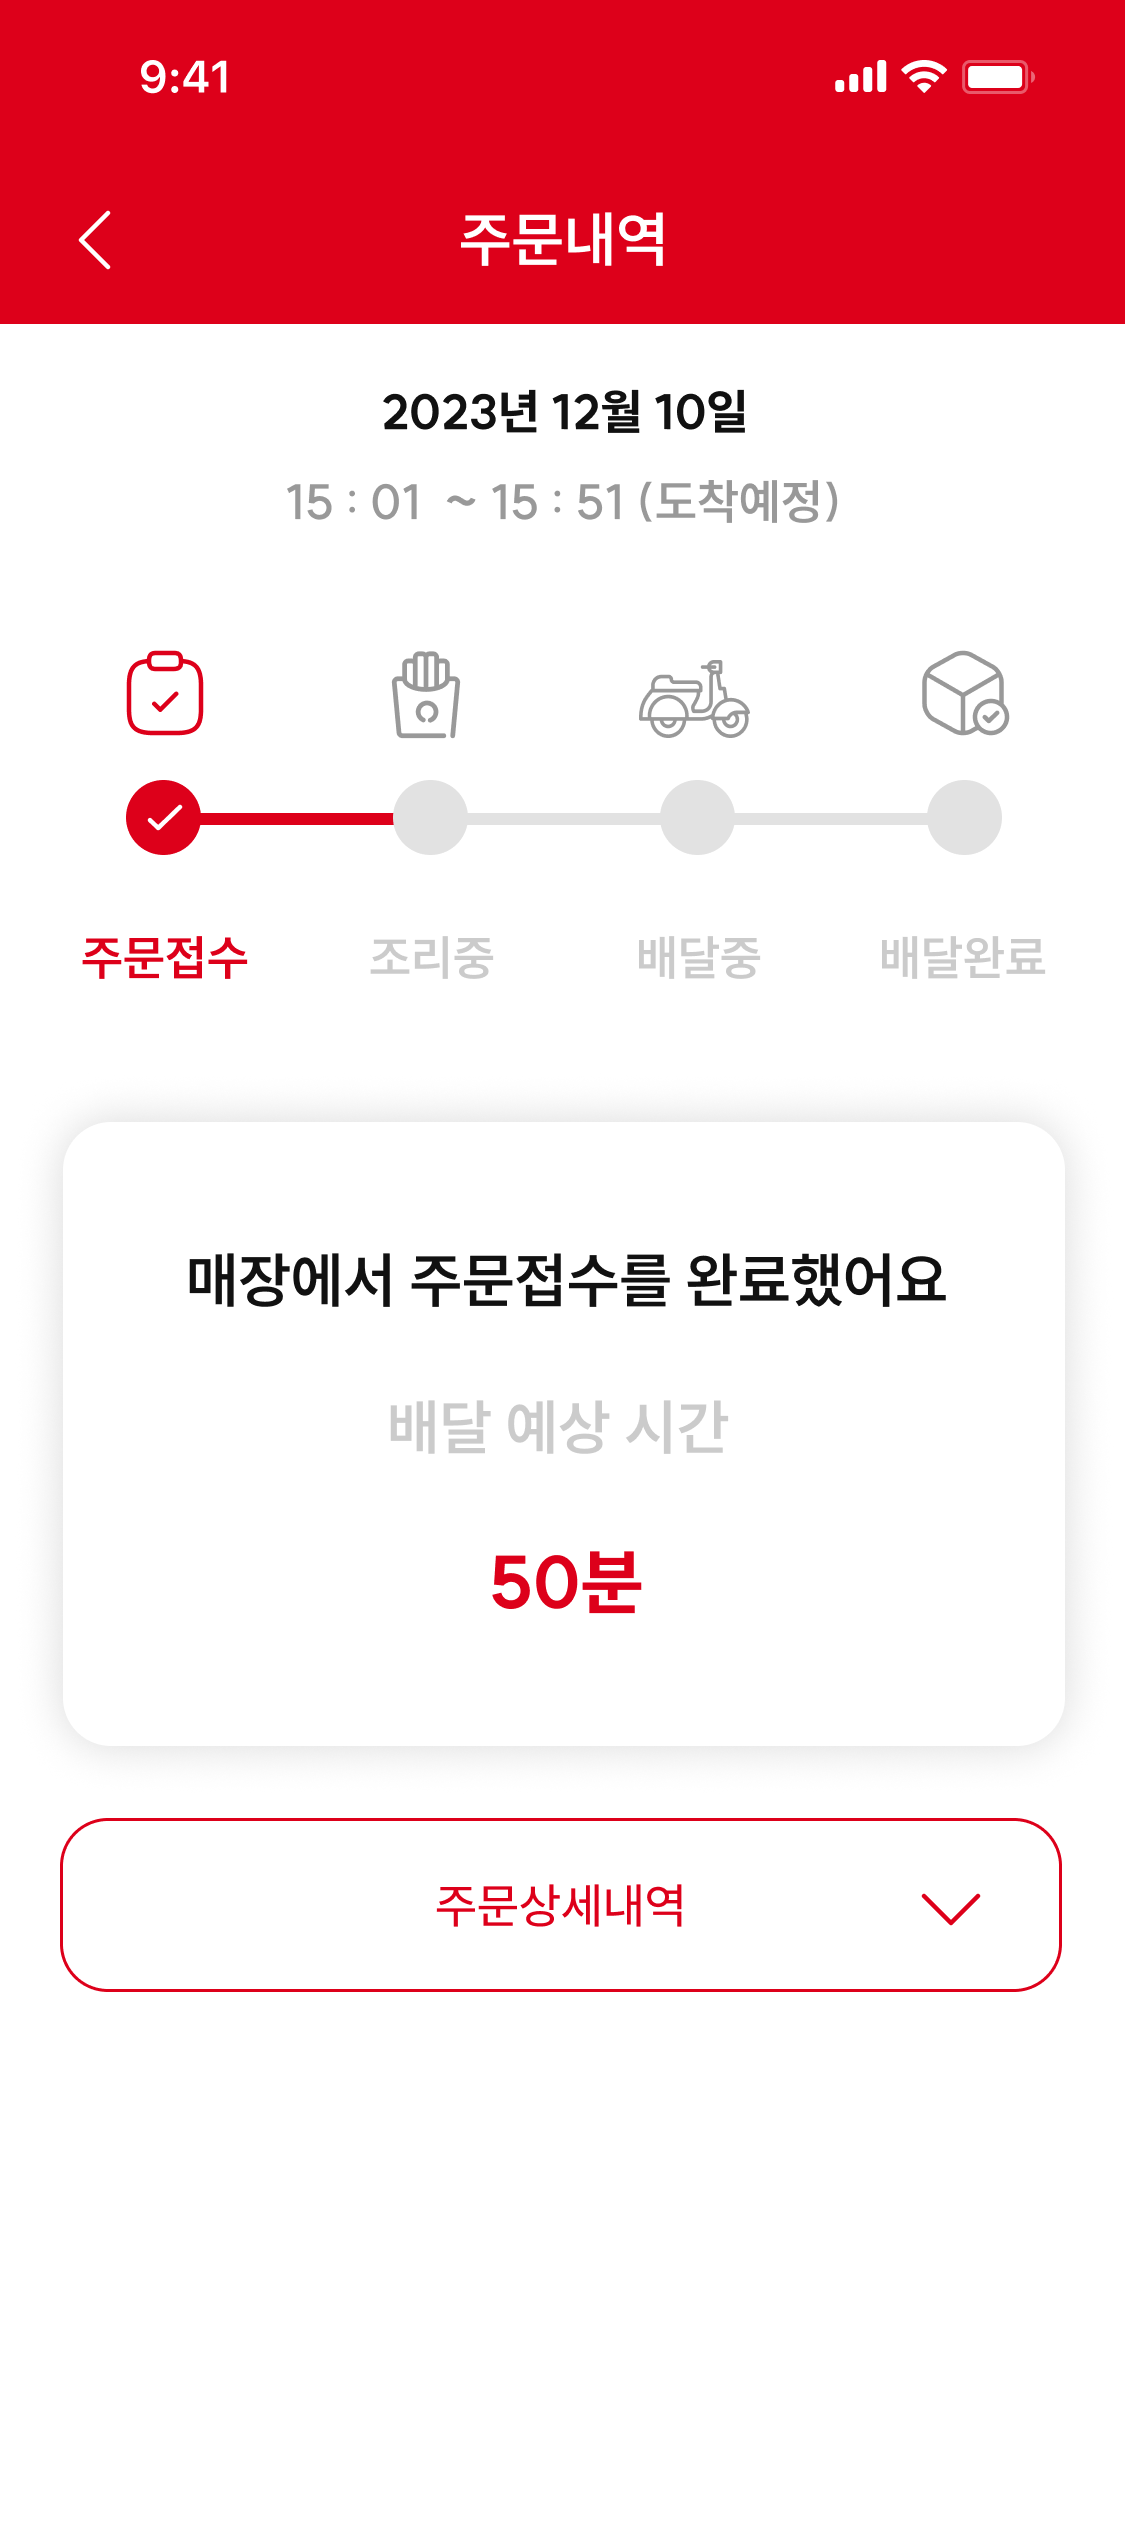 9:41
주문내역
2023년 12월 10일
15 : 01 ~ 15 : 51 (도착예정)
주문접수 조리중 배달중 배달완료
매장에서 주문접수를 완료했어요
배달 예상 시간
50분
주문상세내역